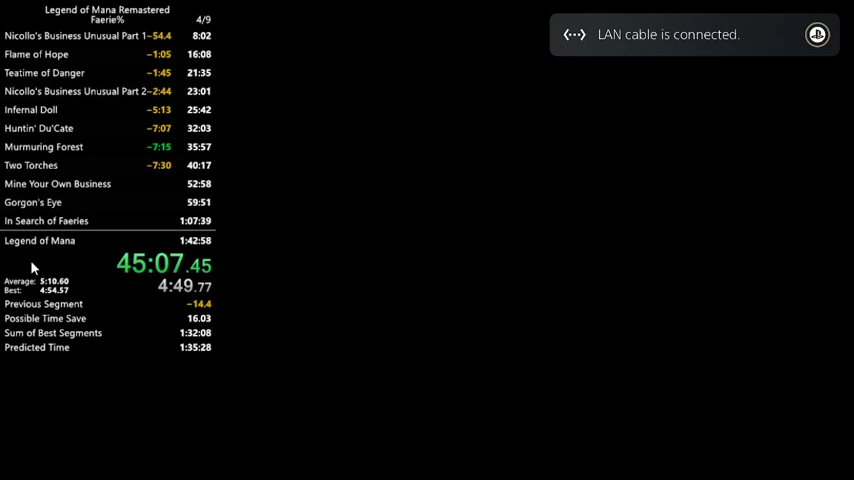 Legend of Mana Remastered
Faerie% 4/9
Nicollo's Business Unusual Part 1 -54.4 8:02
Flame of Hope -1:05 16:08
Teatime of Danger -1:45 21:35
Nicollo's Business Unusual Part 2 -2:44 23:01
Infernal Doll -5:13 25:42
Huntin' Du'Cate -7:07 32:03
Murmuring Forest -7:15 35:57
Two Torches -7:30 40:17
Mine Your Own Business 52:58
Gorgon's Eye 59:51
In Search of Faeries 1:07:39
Legend of Mana 1:42:58
45:07.45
Average: 5:10.60
Best: 4:54.57
4:49.77
Previous Segment -14.4
Possible Time Save 16.03
Sum of Best Segments 1:32:08
Predicted Time 1:35:28
LAN cable is connected.